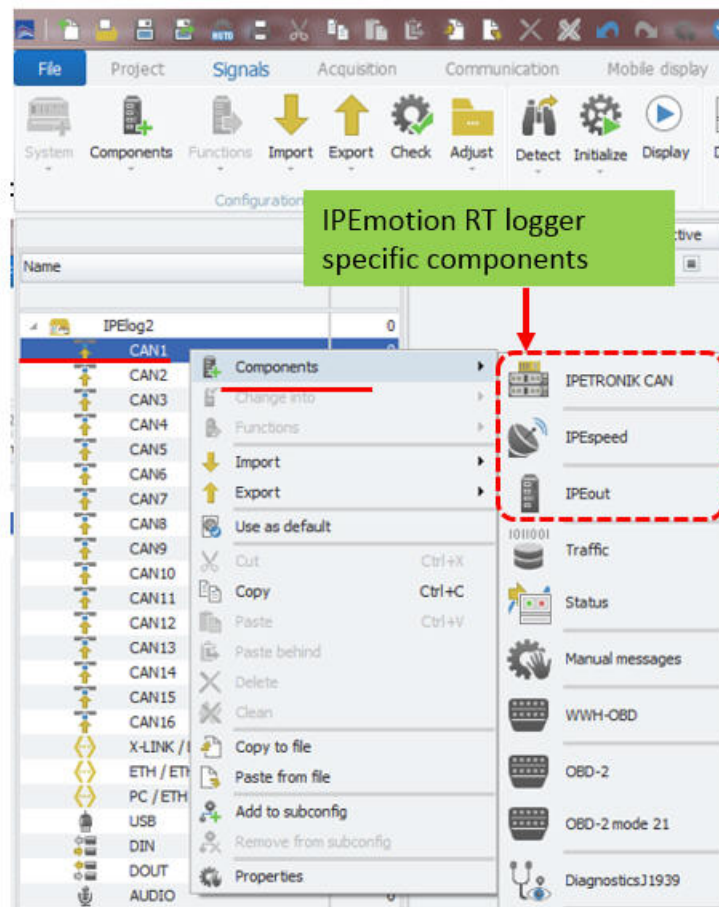 AUTO
File Project Signals Acquisition Communication Mobile display
System Components Functions Import Export Check Adjust Detect Initialize Display
Configuration
IPEmotion RT logger
specific components
Name
IPElog2 0
CAN1
CAN2
CAN3
CAN4
CAN5
CAN6
CAN7
CAN8
CAN9
CAN10
CAN11
CAN12
CAN13
CAN14
CAN15
CAN16
X-LINK /
ETH / ETH
PC / ETH
USB
DIN
DOUT
AUDIO 0
Components
Change into
Functions
Import
Export
Use as default
Cut Ctrl+X
Copy Ctrl+C
Paste Ctrl+V
Paste behind
Delete
Clean
Copy to file
Paste from file
Add to subconfig
Remove from subconfig
Properties
IPETRONIK CAN
IPEspeed
IPEout
1011001
Traffic
Status
Manual messages
WWH-OBD
OBD-2
OBD-2 mode 21
DiagnosticsJ1939